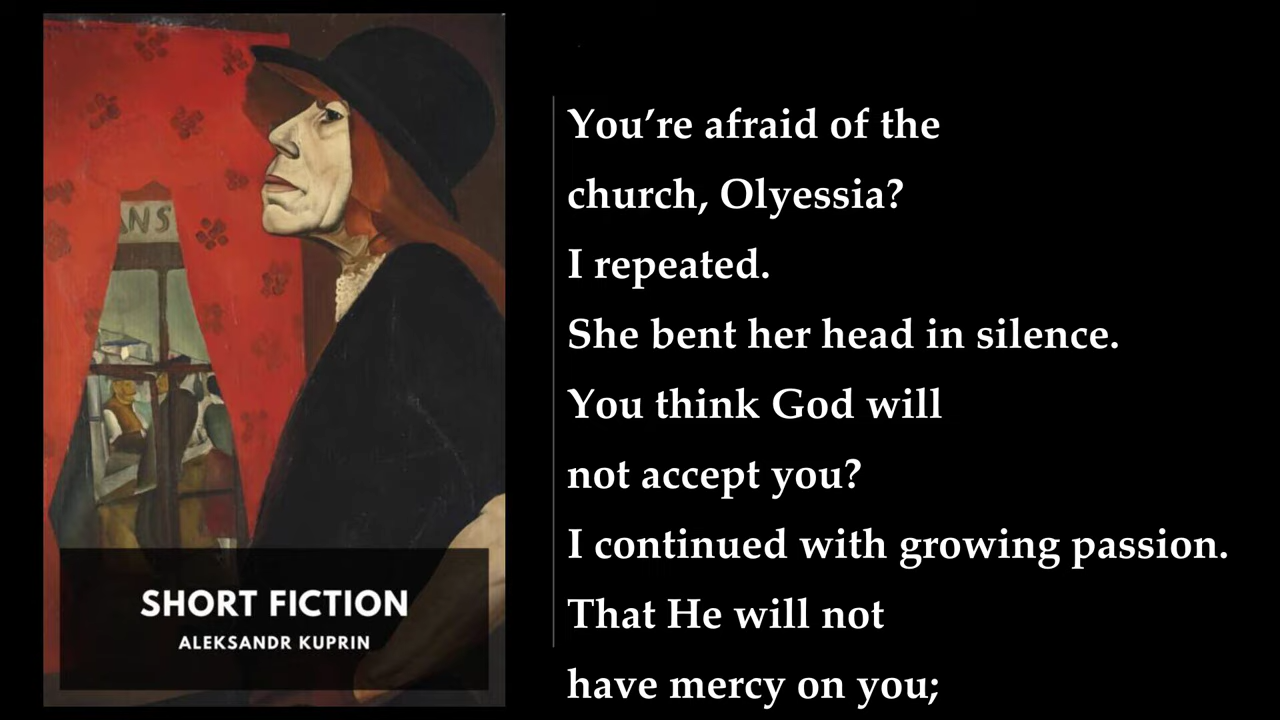 ANS
SHORT FICTION
ALEKSANDR KUPRIN
You’re afraid of the
church, Olyessia?
I repeated.
She bent her head in silence.
You think God will
not accept you?
I continued with growing passion.
That He will not
have mercy on you;